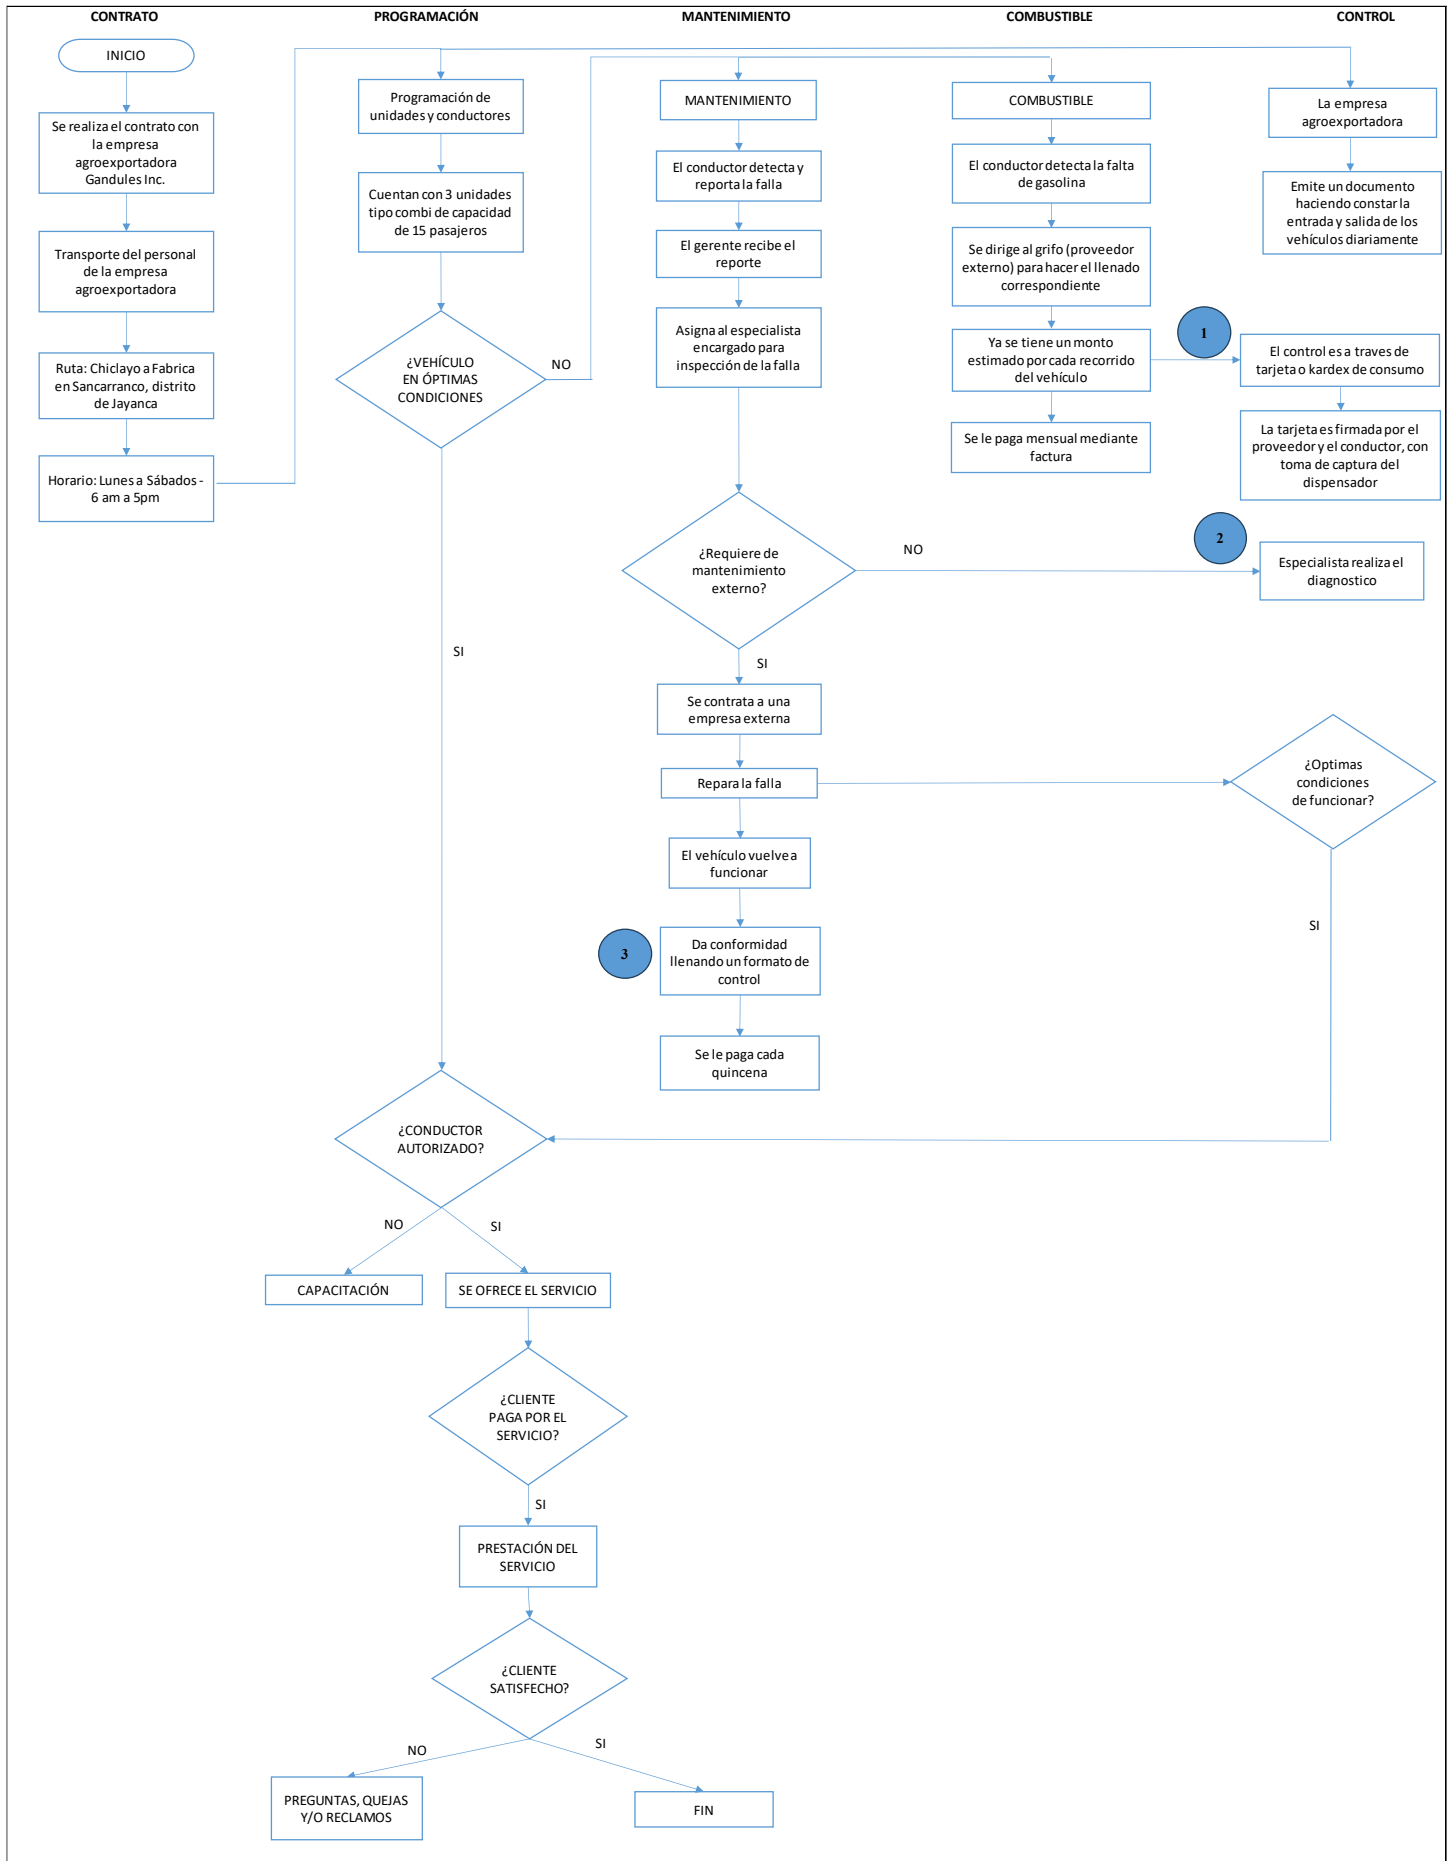 CONTRATO
PROGRAMACIÓN
MANTENIMIENTO
COMBUSTIBLE
CONTROL
INICIO
Se realiza el contrato con
la empresa
agroexportadora
Gandules Inc.
Transporte del personal
de la empresa
agroexportadora
Ruta: Chiclayo a Fabrica
en Sancarranco, distrito
de Jayanca
Horario: Lunes a Sábados -
6 am a 5pm
Programación de
unidades y conductores
Cuentan con 3 unidades
tipo combi de capacidad
de 15 pasajeros
¿VEHÍCULO
EN ÓPTIMAS
CONDICIONES
NO
SI
MANTENIMIENTO
El conductor detecta y
reporta la falla
El gerente recibe el
reporte
Asigna al especialista
encargado para
inspección de la falla
¿Requiere de
mantenimiento
externo?
NO
SI
Se contrata a una
empresa externa
Repara la falla
El vehículo vuelve a
funcionar
3
Da conformidad
llenando un formato de
control
Se le paga cada
quincena
COMBUSTIBLE
El conductor detecta la falta
de gasolina
Se dirige al grifo (proveedor
externo) para hacer el llenado
correspondiente
Ya se tiene un monto
estimado por cada recorrido
del vehículo
Se le paga mensual mediante
factura
La empresa
agroexportadora
Emite un documento
haciendo constar la
entrada y salida de los
vehículos diariamente
1
El control es a traves de
tarjeta o kardex de consumo
La tarjeta es firmada por el
proveedor y el conductor, con
toma de captura del
dispensador
2
Especialista realiza el
diagnostico
¿Optimas
condiciones
de funcionar?
SI
¿CONDUCTOR
AUTORIZADO?
NO
SI
CAPACITACIÓN
SE OFRECE EL SERVICIO
¿CLIENTE
PAGA POR EL
SERVICIO?
SI
PRESTACIÓN DEL
SERVICIO
¿CLIENTE
SATISFECHO?
NO
SI
PREGUNTAS, QUEJAS
Y/O RECLAMOS
FIN